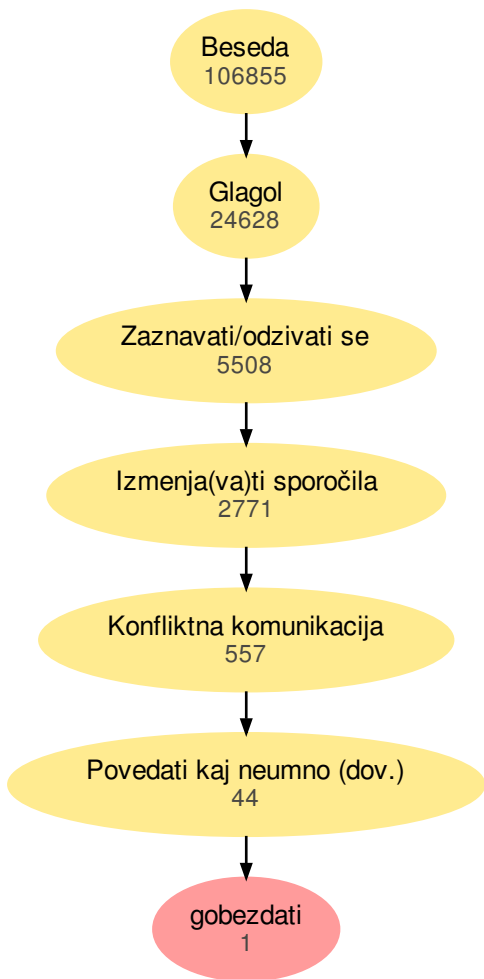 Beseda
106855
Glagol
24628
Zaznavati/odzivati se
5508
Izmenja(va)ti sporočila
2771
Konfliktna komunikacija
557
Povedati kaj neumno (dov.)
44
gobezdati
1